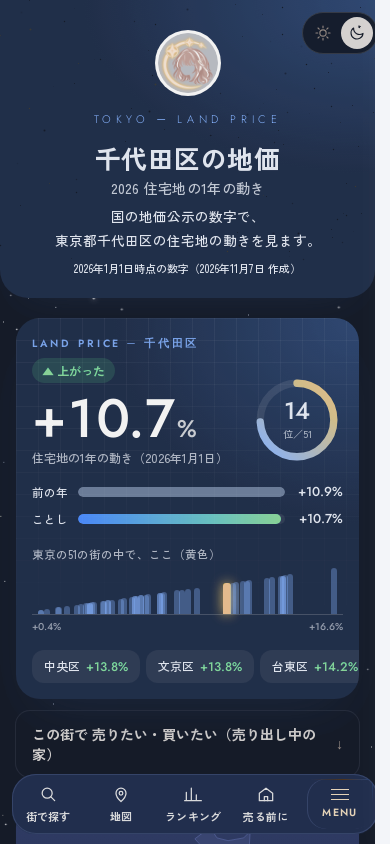 TOKYO — LAND PRICE
千代田区の地価
2026 住宅地の1年の動き
国の地価公示の数字で、
東京都千代田区の住宅地の動きを見ます。
2026年1月1日時点の数字（2026年11月7日 作成）
LAND PRICE — 千代田区
▲ 上がった
+10.7%
14
位／51
住宅地の1年の動き（2026年1月1日）
前の年 +10.9%
ことし +10.7%
東京の51の街の中で、ここ（黄色）
+0.4% +16.6%
中央区 +13.8% 文京区 +13.8% 台東区 +14.2%
この街で 売りたい・買いたい（売り出し中の
家） ↓
街で探す 地図 ランキング 売る前に MENU